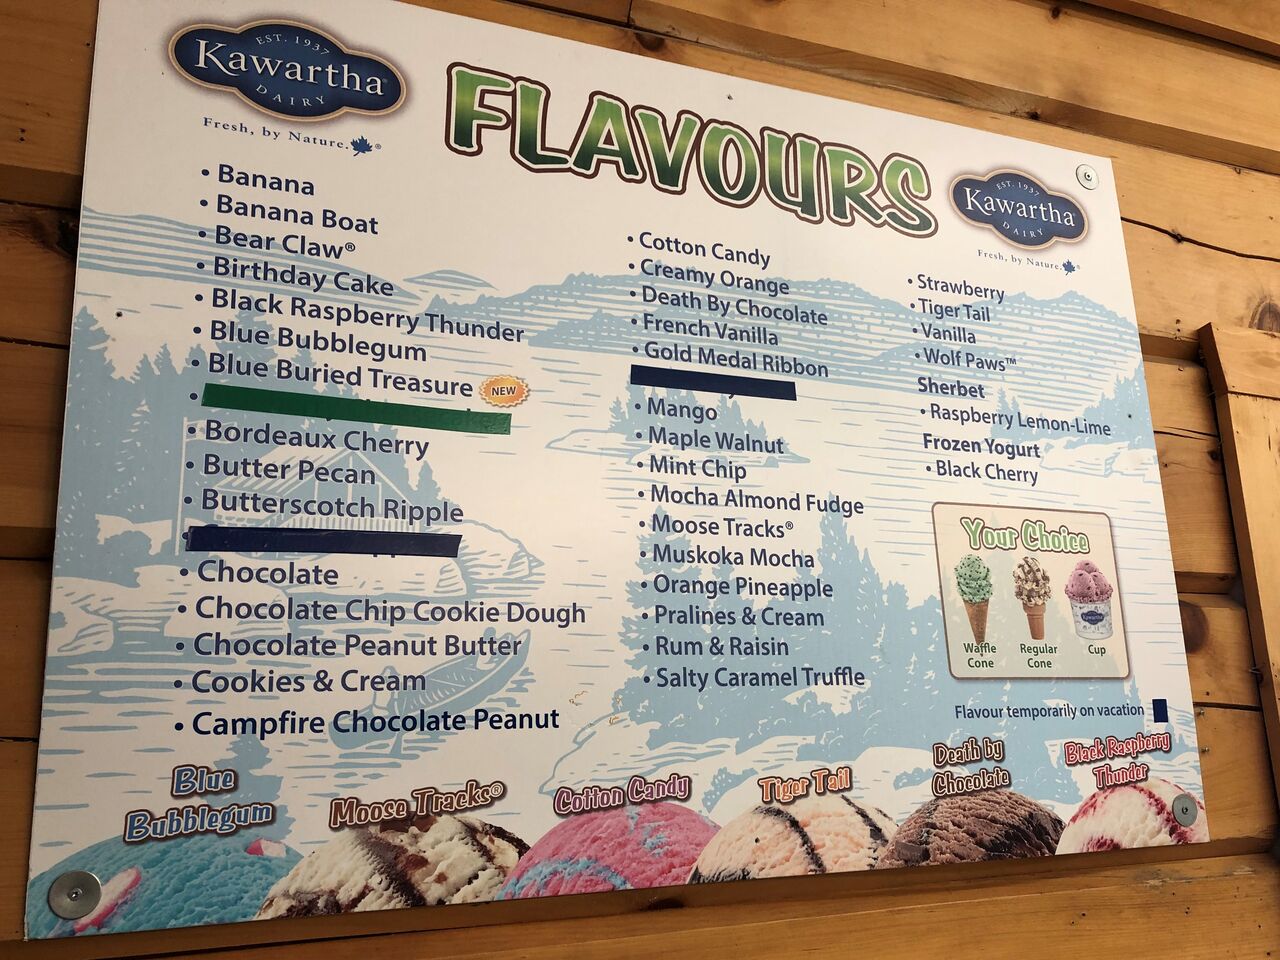 EST. 1937
Kawartha
DAIRY
Fresh, by Nature.®
FLAVOURS
EST. 1937
Kawartha
DAIRY
Fresh, by Nature.®
• Banana
• Banana Boat
• Bear Claw®
• Birthday Cake
• Black Raspberry Thunder
• Blue Bubblegum
• Blue Buried Treasure NEW
• Bordeaux Cherry
• Butter Pecan
• Butterscotch Ripple
• Chocolate
• Chocolate Chip Cookie Dough
• Chocolate Peanut Butter
• Cookies & Cream
• Campfire Chocolate Peanut
• Cotton Candy
• Creamy Orange
• Death By Chocolate
• French Vanilla
• Gold Medal Ribbon
• Mango
• Maple Walnut
• Mint Chip
• Mocha Almond Fudge
• Moose Tracks®
• Muskoka Mocha
• Orange Pineapple
• Pralines & Cream
• Rum & Raisin
• Salty Caramel Truffle
• Strawberry
• Tiger Tail
• Vanilla
• Wolf Paws™
Sherbet
• Raspberry Lemon-Lime
Frozen Yogurt
• Black Cherry
Your Choice
Kawartha
Waffle
Cone
Regular
Cone
Cup
Flavour temporarily on vacation
Blue
Bubblegum
Moose Tracks®
Cotton Candy
Tiger Tail
Death by
Chocolate
Black Raspberry
Thunder